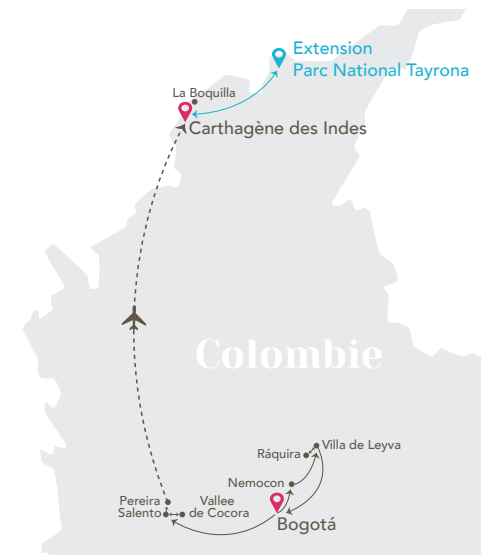 Extension
Parc National Tayrona
La Boquilla
Carthagène des Indes
Colombie
Villa de Leyva
Ráquira
Nemocon
Pereira
Vallee
Salento
de Cocora
Bogotá